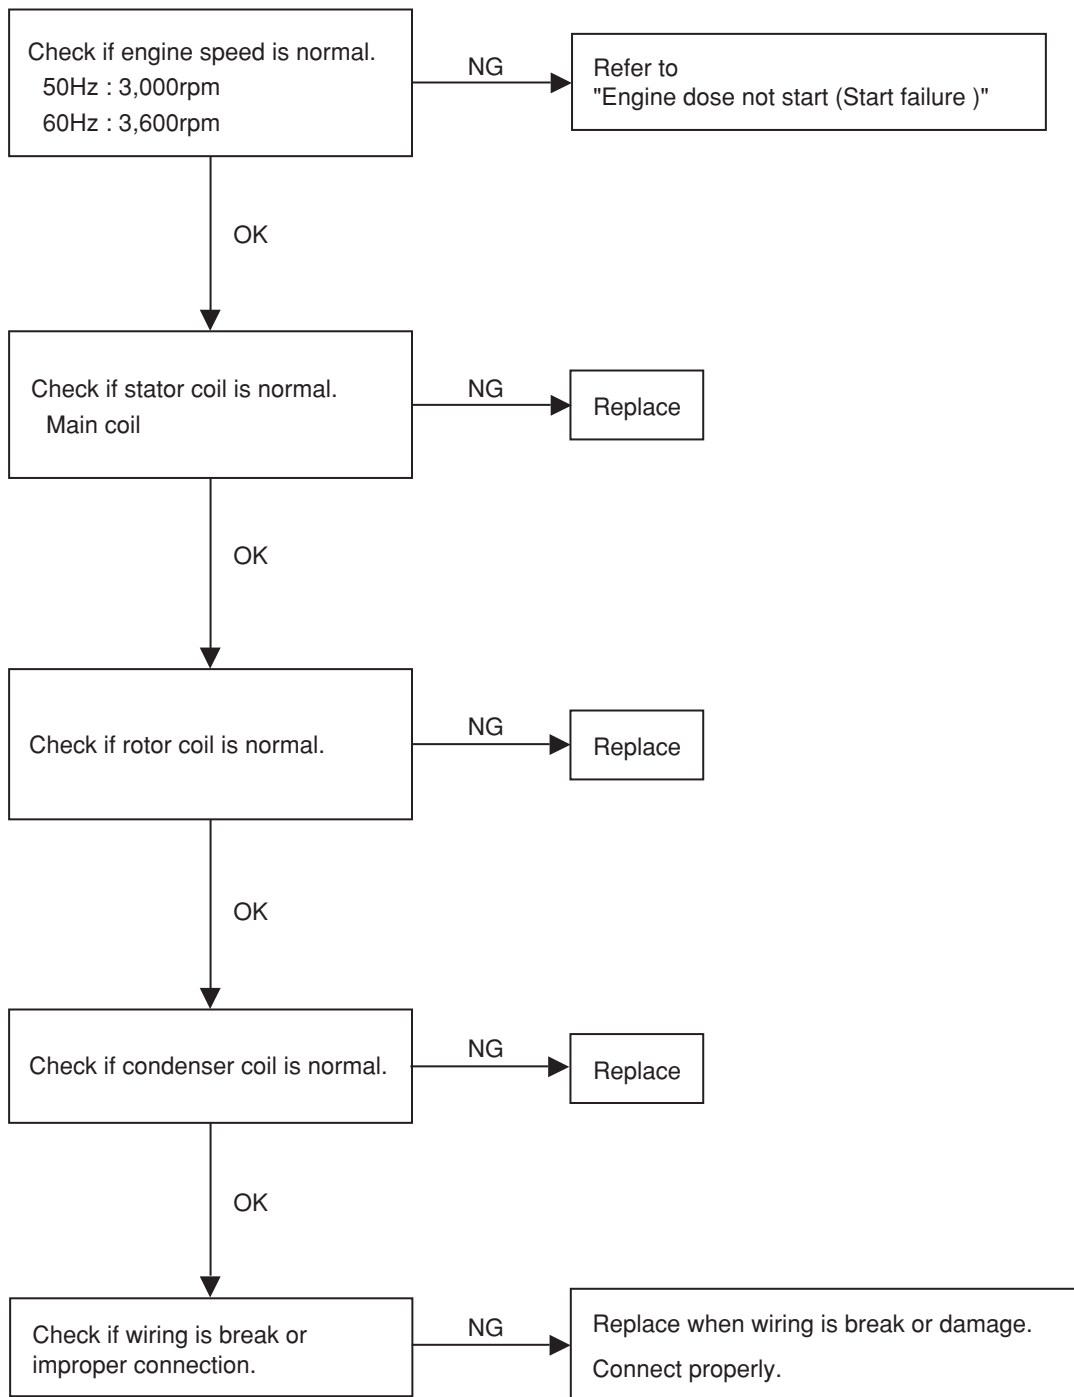 Check if engine speed is normal.
50Hz : 3,000rpm
60Hz : 3,600rpm
NG
Refer to
"Engine dose not start (Start failure )"
OK
Check if stator coil is normal.
Main coil
NG
Replace
OK
Check if rotor coil is normal.
NG
Replace
OK
Check if condenser coil is normal.
NG
Replace
OK
Check if wiring is break or
improper connection.
NG
Replace when wiring is break or damage.
Connect properly.